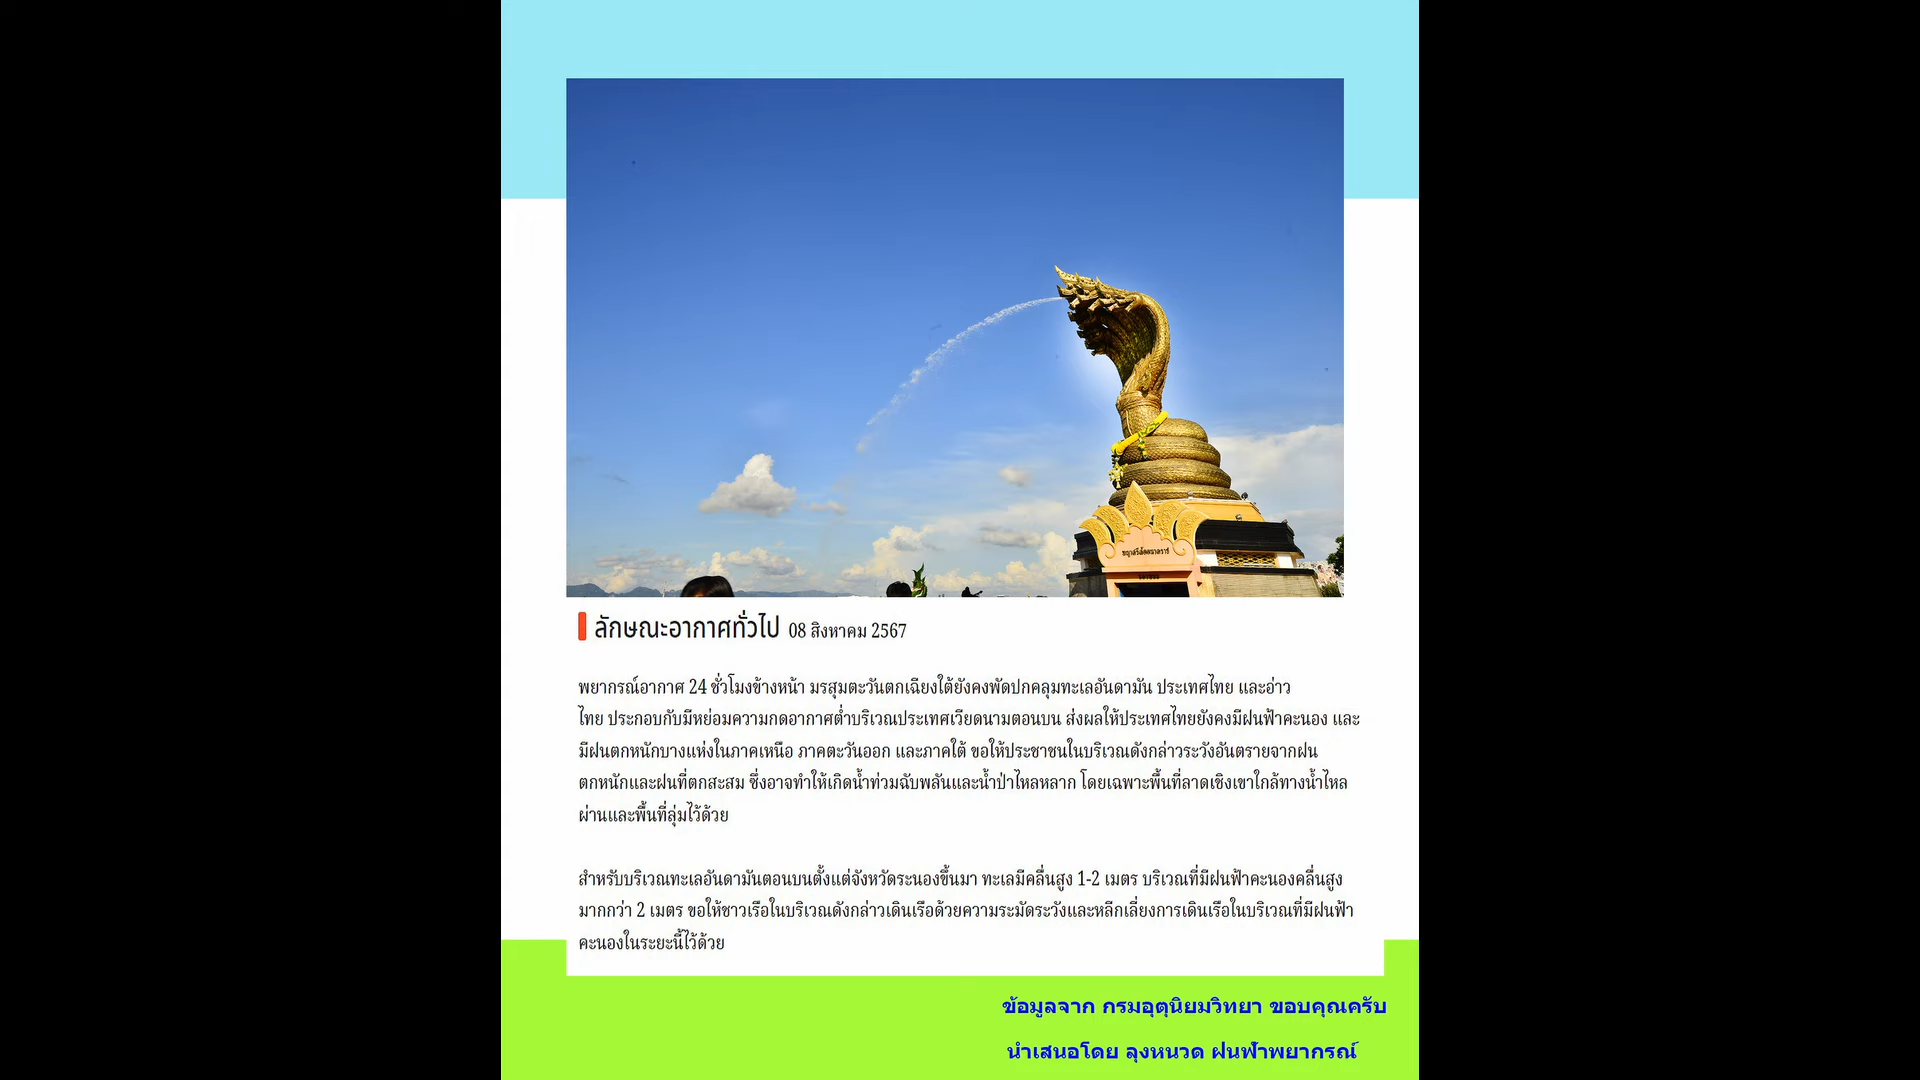 พญาศรีสัตตนาคราช
ลักษณะอากาศทั่วไป 08 สิงหาคม 2567
พยากรณ์อากาศ 24 ชั่วโมงข้างหน้า มรสุมตะวันตกเฉียงใต้ยังคงพัดปกคลุมทะเลอันดามัน ประเทศไทย และอ่าว
ไทย ประกอบกับมีหย่อมความกดอากาศต่ำบริเวณประเทศเวียดนามตอนบน ส่งผลให้ประเทศไทยยังคงมีฝนฟ้าคะนอง และ
มีฝนตกหนักบางแห่งในภาคเหนือ ภาคตะวันออก และภาคใต้ ขอให้ประชาชนในบริเวณดังกล่าวระวังอันตรายจากฝน
ตกหนักและฝนที่ตกสะสม ซึ่งอาจทำให้เกิดน้ำท่วมฉับพลันและน้ำป่าไหลหลาก โดยเฉพาะพื้นที่ลาดเชิงเขาใกล้ทางน้ำไหล
ผ่านและพื้นที่ลุ่มไว้ด้วย
สำหรับบริเวณทะเลอันดามันตอนบนตั้งแต่จังหวัดระนองขึ้นมา ทะเลมีคลื่นสูง 1-2 เมตร บริเวณที่มีฝนฟ้าคะนองคลื่นสูง
มากกว่า 2 เมตร ขอให้ชาวเรือในบริเวณดังกล่าวเดินเรือด้วยความระมัดระวังและหลีกเลี่ยงการเดินเรือในบริเวณที่มีฝนฟ้า
คะนองในระยะนี้ไว้ด้วย
ข้อมูลจาก กรมอุตุนิยมวิทยา ขอบคุณครับ
นำเสนอโดย ลุงหนวด ฝนฟ้าพยากรณ์